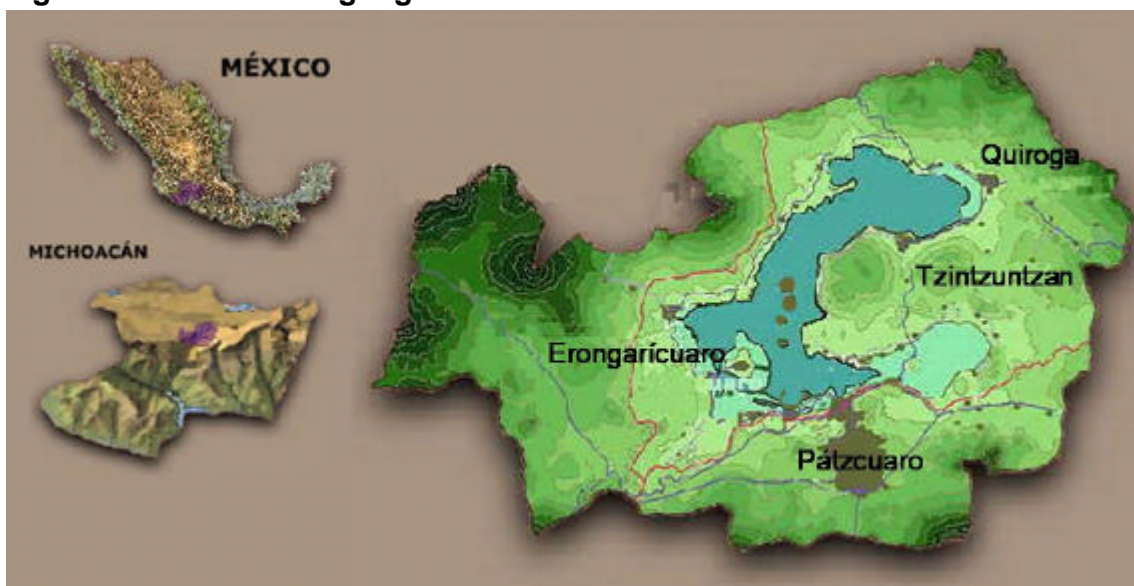 MÉXICO
MICHOACÁN
Quiroga
Tzintzuntzan
Erongarícuaro
Pátzcuaro